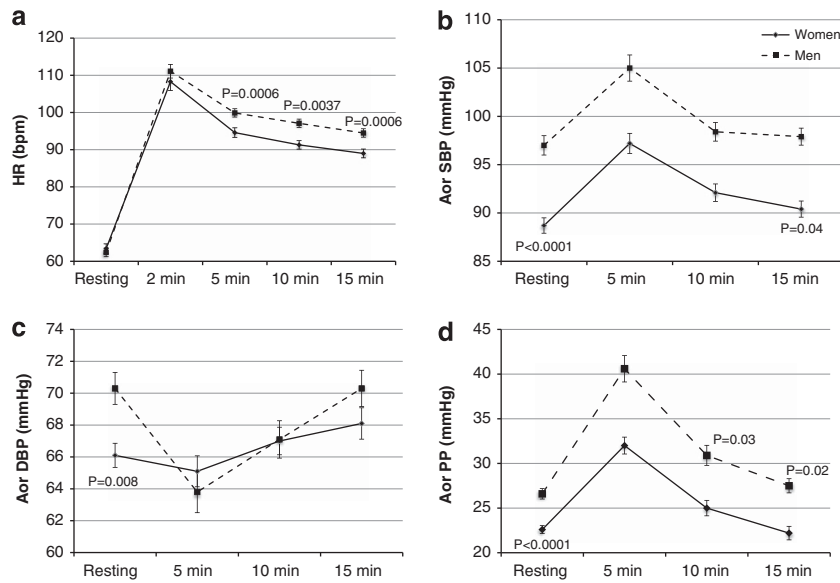 a
120
110
100
90
80
70
60
HR (bpm)
P=0.0006
P=0.0037
P=0.0006
Resting 2 min 5 min 10 min 15 min
b
110
105
100
95
90
85
Aor SBP (mmHg)
Women
Men
P<0.0001
P=0.04
Resting 5 min 10 min 15 min
c
74
72
70
68
66
64
62
60
Aor DBP (mmHg)
P=0.008
Resting 5 min 10 min 15 min
d
45
40
35
30
25
20
Aor PP (mmHg)
P=0.03
P=0.02
P<0.0001
Resting 5 min 10 min 15 min